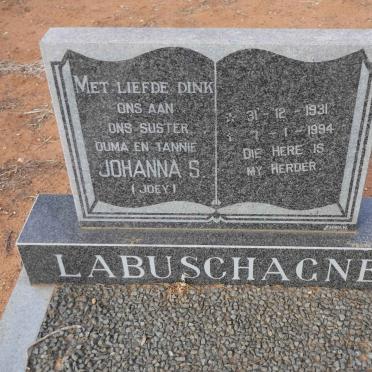 MET LIEFDE DINK
ONS AAN
ONS SUSTER
OUMA EN TANNIE
JOHANNA S.
(JOEY)
* 31-12-1931
† 7-1-1994
DIE HERE IS
MY HERDER.
LABUSCHAGNE